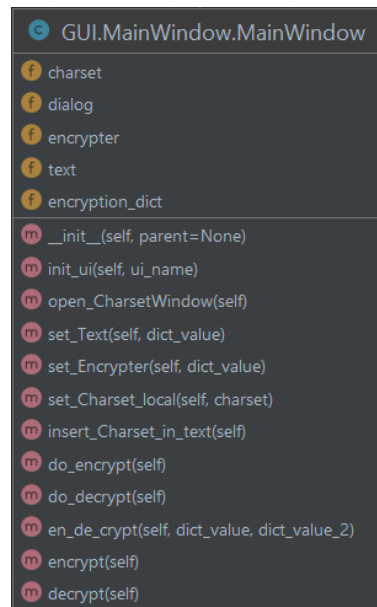 C GUI.MainWindow.MainWindow
f charset
f dialog
f encrypter
f text
f encryption_dict
m __init__(self, parent=None)
m init_ui(self, ui_name)
m open_CharsetWindow(self)
m set_Text(self, dict_value)
m set_Encrypter(self, dict_value)
m set_Charset_local(self, charset)
m insert_Charset_in_text(self)
m do_encrypt(self)
m do_decrypt(self)
m en_de_crypt(self, dict_value, dict_value_2)
m encrypt(self)
m decrypt(self)